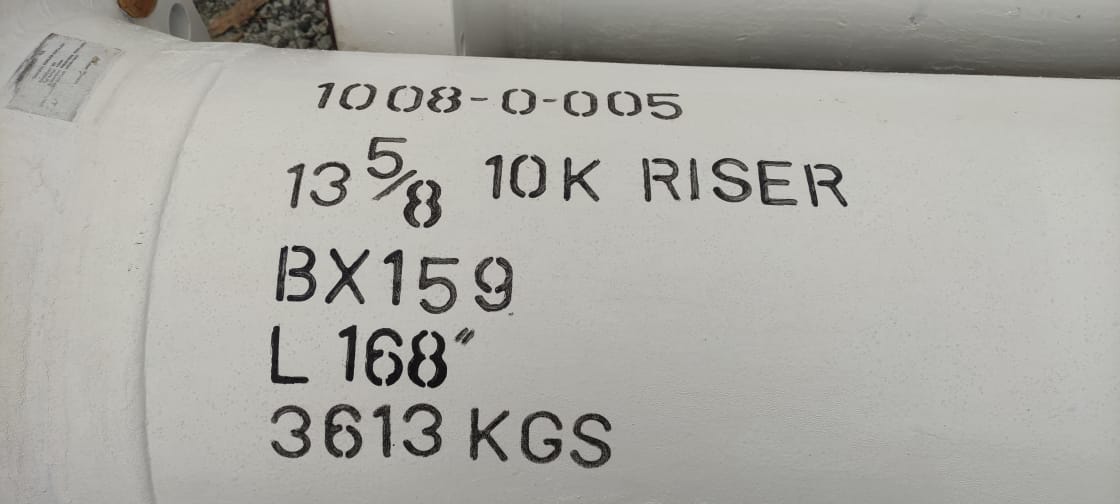 1008-0-005
13 5/8 10K RISER
BX159
L 168"
3613 KGS